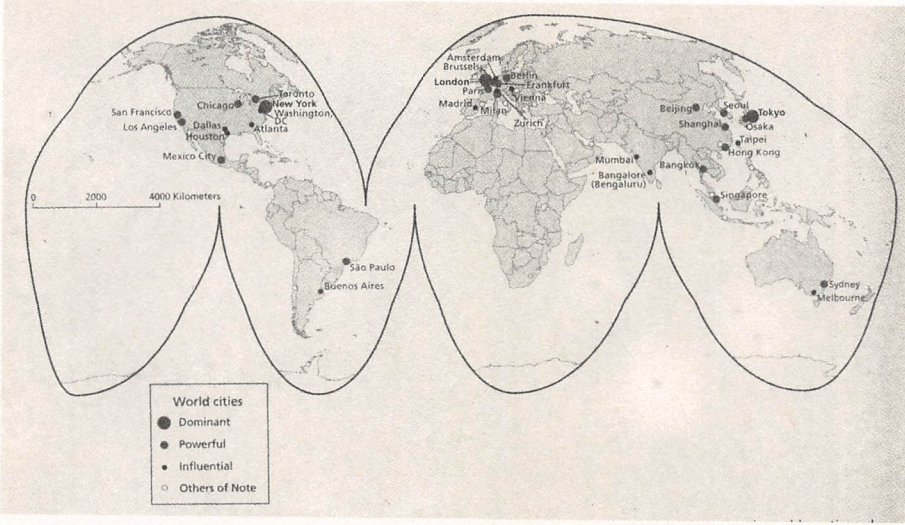 Amsterdam
Brussels
Berlin
London
Frankfurt
Paris
Vienna
Madrid
Milan
Zurich
Toronto
Chicago
New York
Washington,
DC
San Francisco
Los Angeles
Dallas
Atlanta
Houston
Mexico City
Beijing
Seoul
Tokyo
Shanghai
Osaka
Taipei
Hong Kong
Mumbai
Bangkok
Bangalore
(Bengaluru)
Singapore
0 2000 4000 Kilometers
São Paulo
Buenos Aires
Sydney
Melbourne
World cities
Dominant
Powerful
Influential
Others of Note